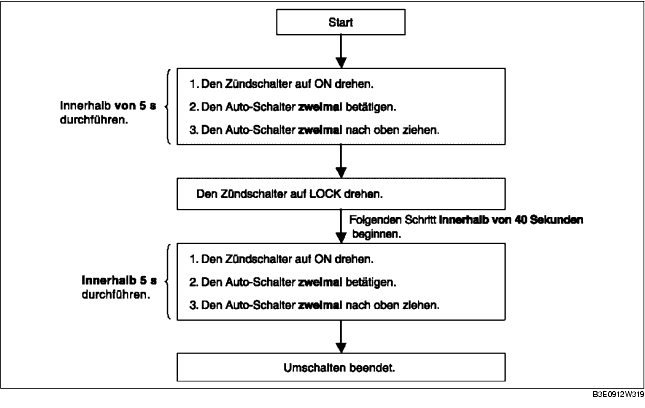 Start
Innerhalb von 5 s
durchführen.
1. Den Zündschalter auf ON drehen.
2. Den Auto-Schalter zweimal betätigen.
3. Den Auto-Schalter zweimal nach oben ziehen.
Den Zündschalter auf LOCK drehen.
Folgenden Schritt innerhalb von 40 Sekunden
beginnen.
Innerhalb 5 s
durchführen.
1. Den Zündschalter auf ON drehen.
2. Den Auto-Schalter zweimal betätigen.
3. Den Auto-Schalter zweimal nach oben ziehen.
Umschalten beendet.
B3E0912W319